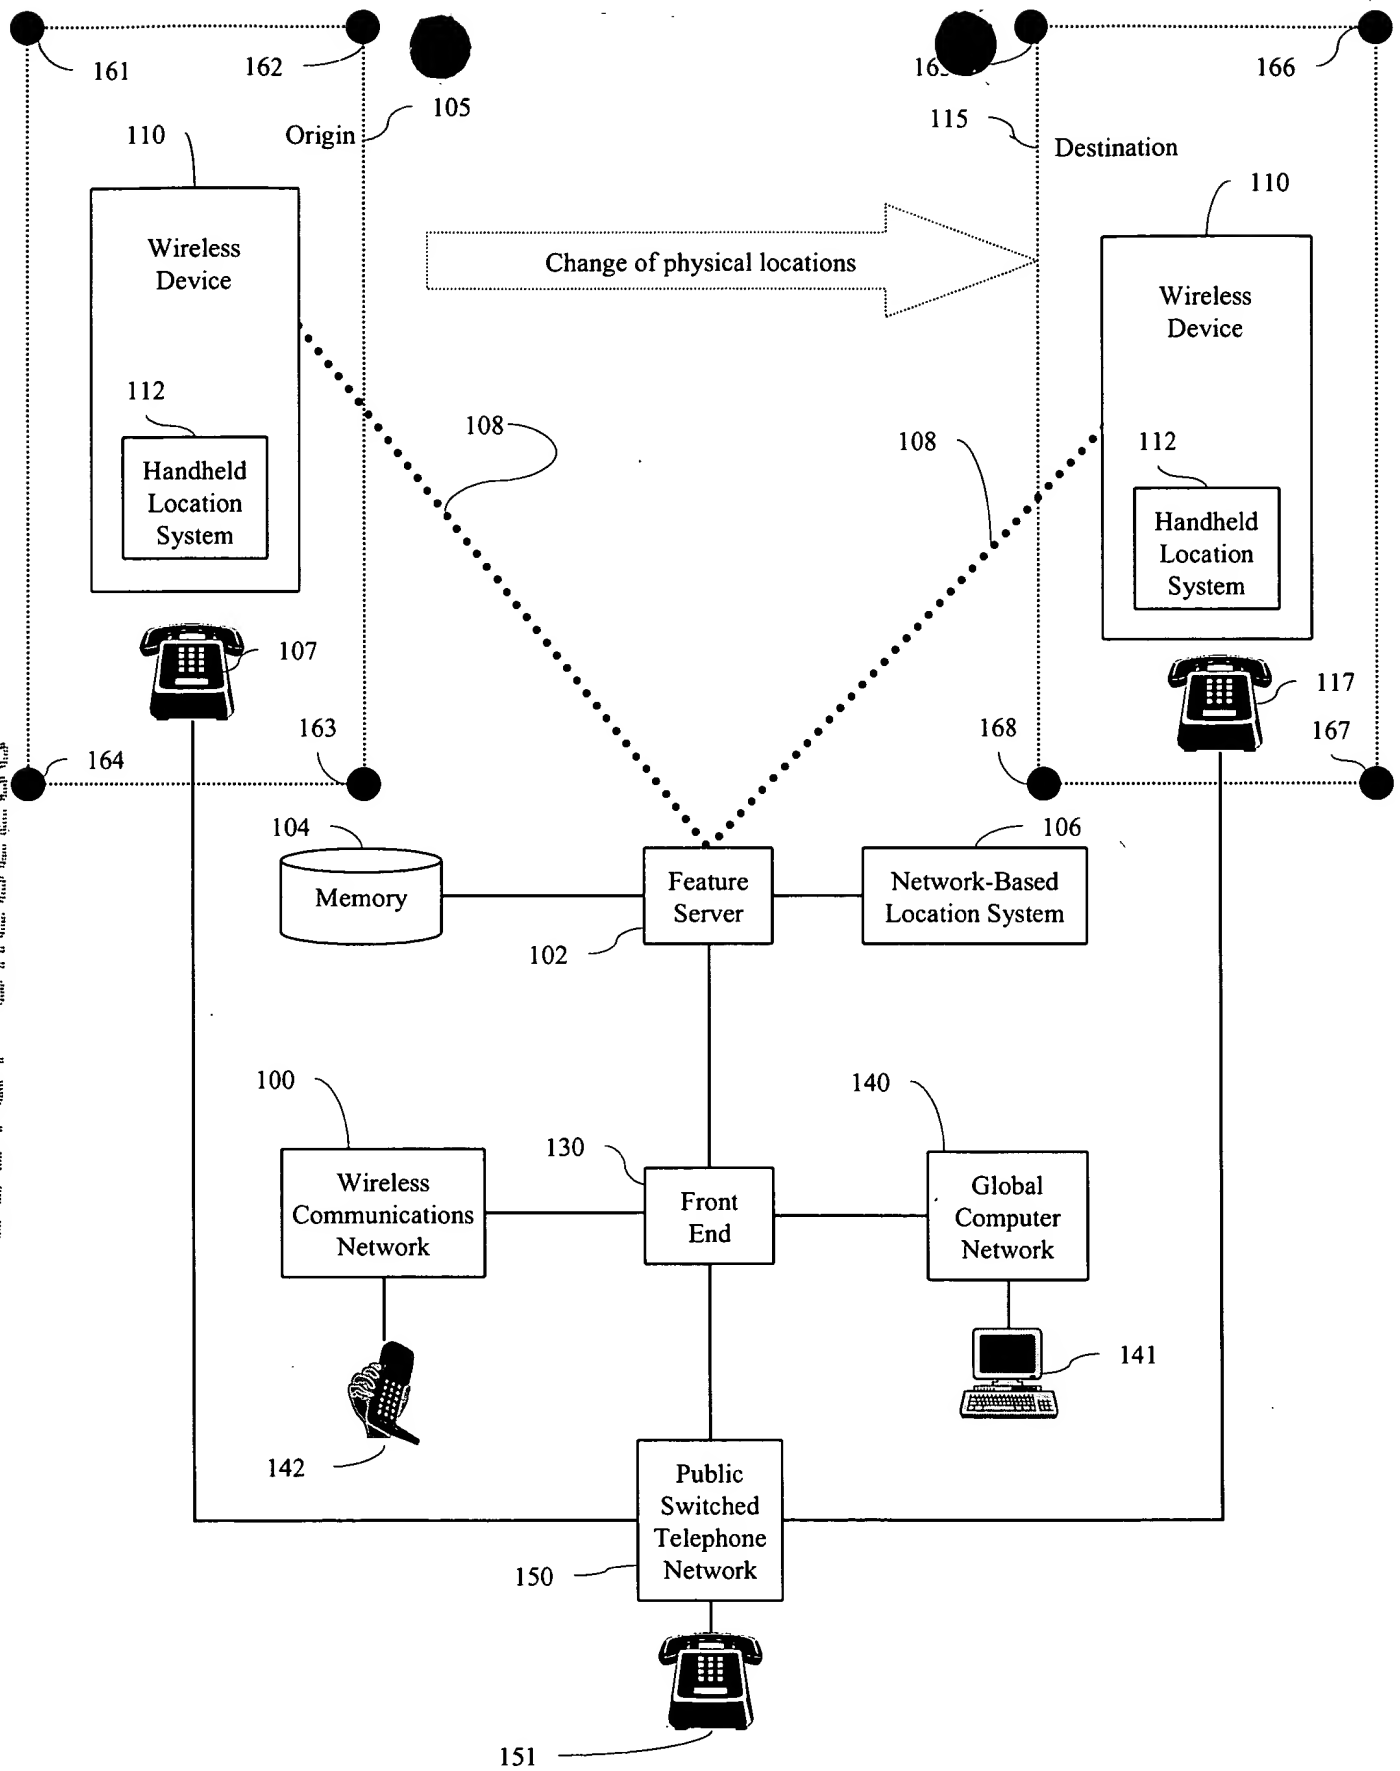 161
162
166
105
Origin
115
Destination
110
110
Wireless
Device
Change of physical locations
Wireless
Device
112
108
108
112
Handheld
Location
System
Handheld
Location
System
107
117
164
163
168
167
104
106
Memory
Feature
Server
Network-Based
Location System
102
100
140
130
Wireless
Communications
Network
Front
End
Global
Computer
Network
141
142
Public
Switched
Telephone
Network
150
151